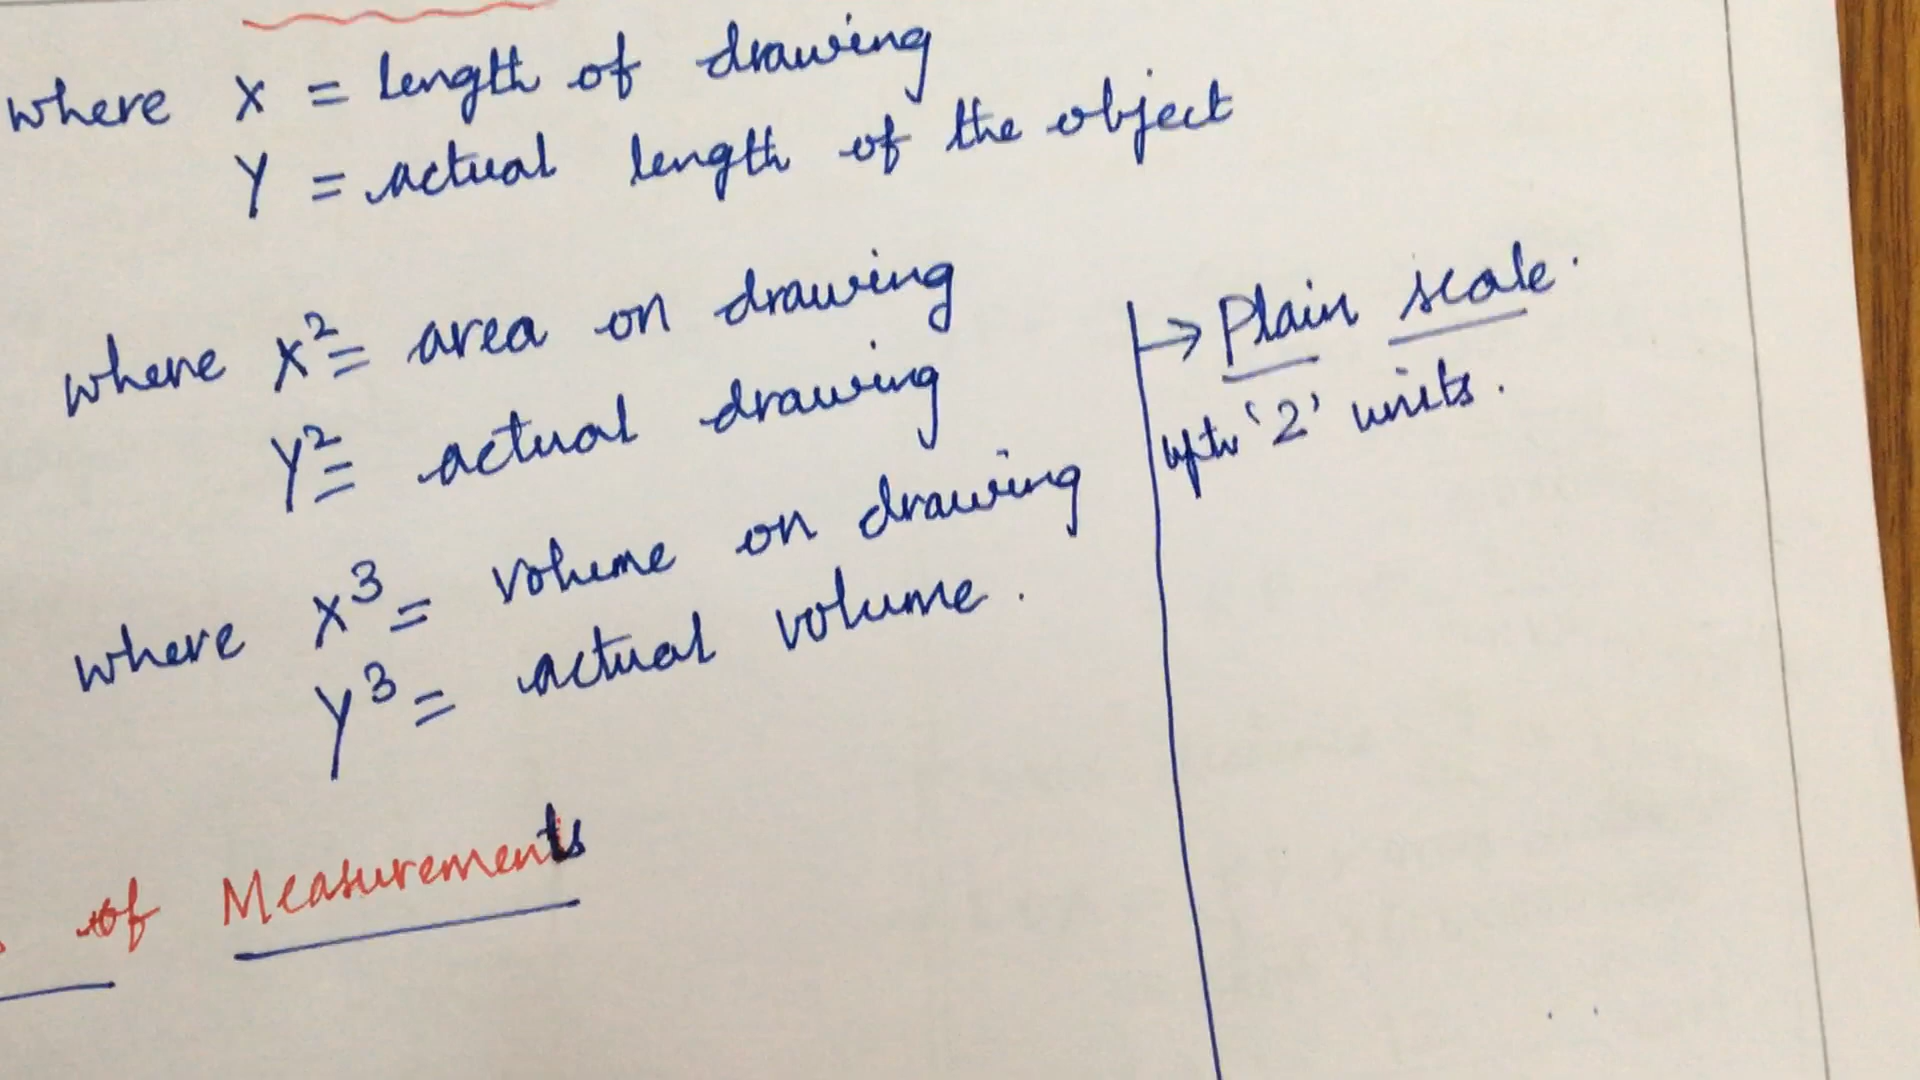 where x = length of drawing
Y = actual length of the object
where x² = area on drawing
y² = actual drawing
where x³ = volume on drawing
y³ = actual volume.
of Measurements
→ Plain scale.
upto '2' units.